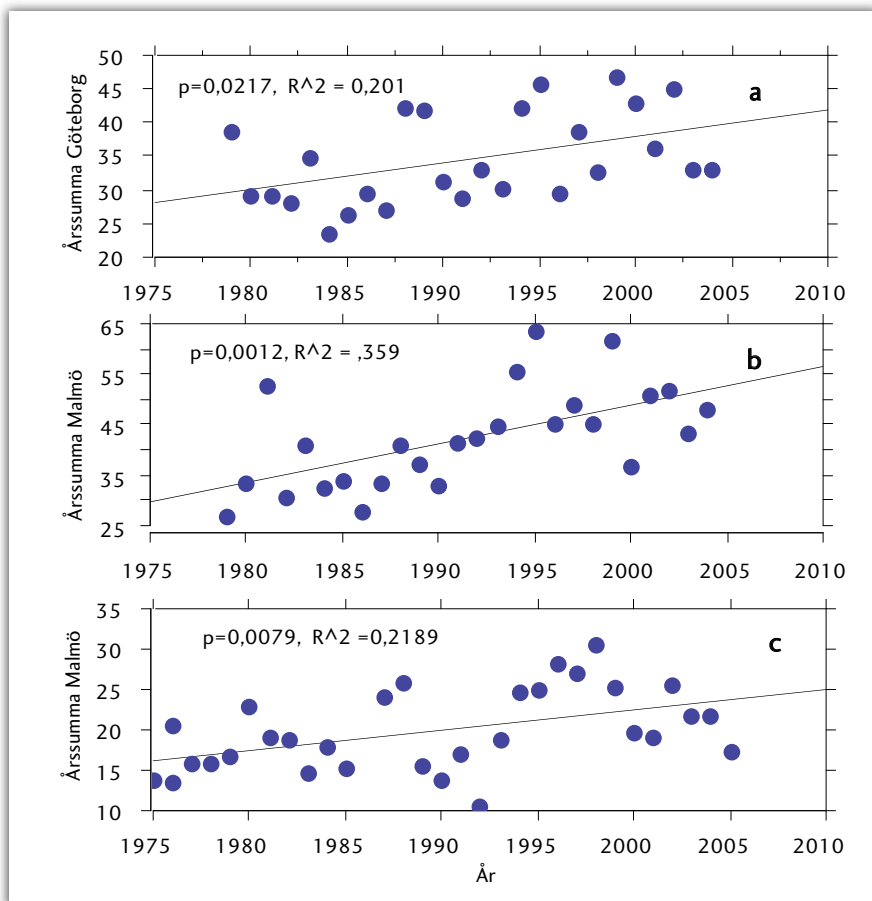 50
45
40
35
30
25
20
Årssumma Göteborg
p=0,0217, R^2 = 0,201
a
1975 1980 1985 1990 1995 2000 2005 2010
65
55
45
35
25
Årssumma Malmö
p=0,0012, R^2 = ,359
b
1975 1980 1985 1990 1995 2000 2005 2010
35
30
25
20
15
10
Årssumma Malmö
p=0,0079, R^2 =0,2189
c
1975 1980 1985 1990 1995 2000 2005 2010
År